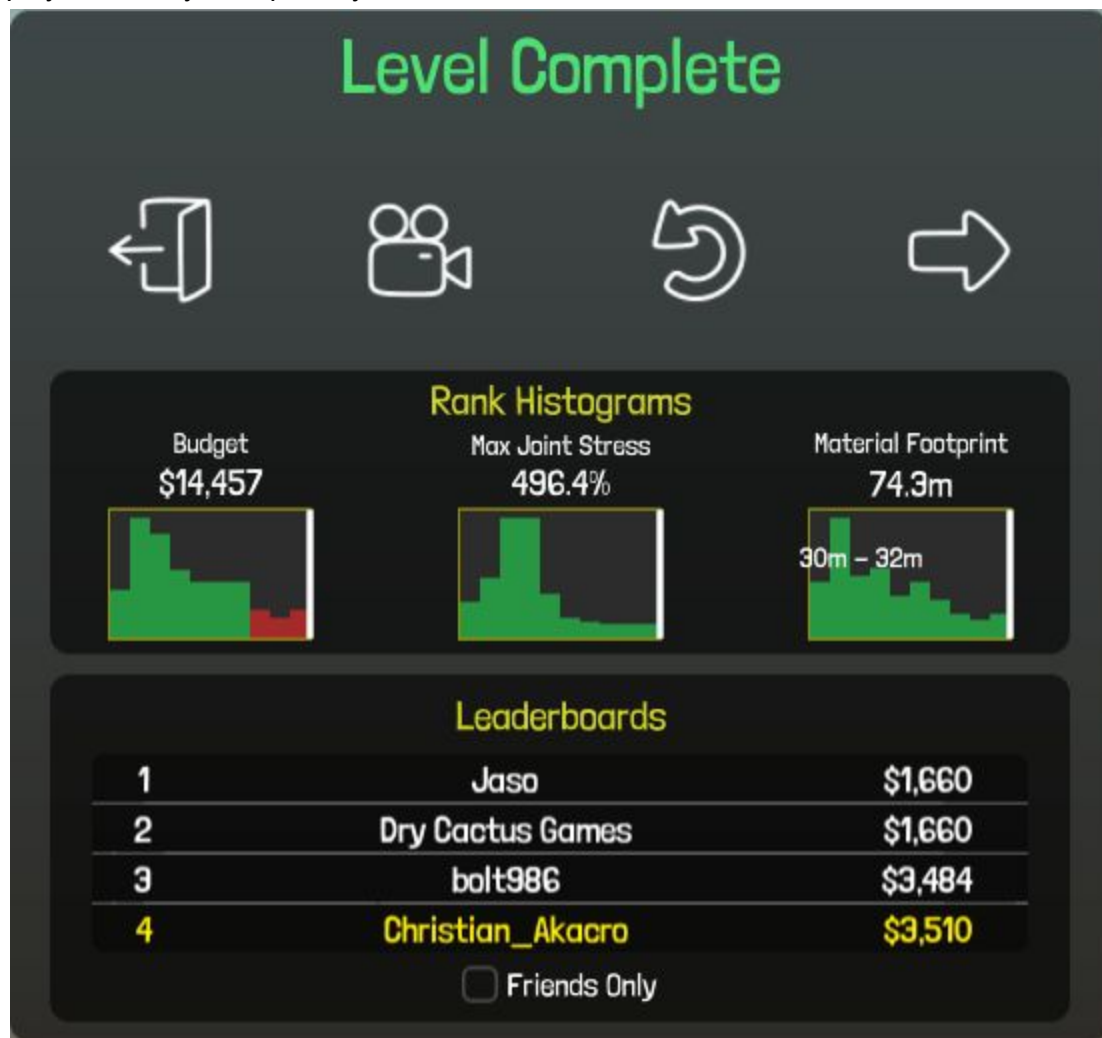 Level Complete
Rank Histograms
Budget
$14,457
Max Joint Stress
496.4%
Material Footprint
74.3m
30m – 32m
Leaderboards
1 Jaso $1,660
2 Dry Cactus Games $1,660
3 bolt986 $3,484
4 Christian_Akacro $3,510
Friends Only